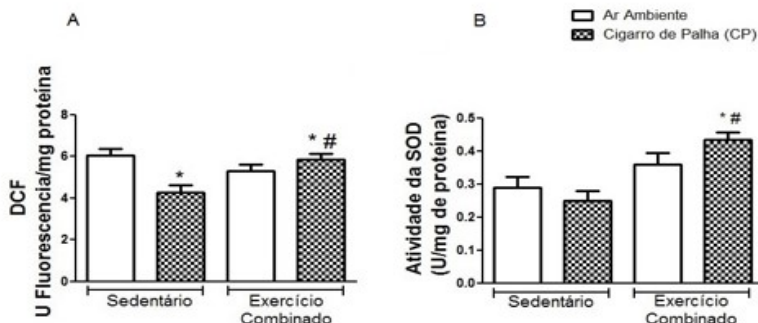 A
B
Ar Ambiente
Cigarro de Palha (CP)
DCF
U Fluorescencia/mg proteína
8
6
4
2
0
*
* #
Sedentário
Exercício
Combinado
Atividade da SOD
(U/mg de proteína)
0.5
0.4
0.3
0.2
0.1
0.0
* #
Sedentário
Exercício
Combinado